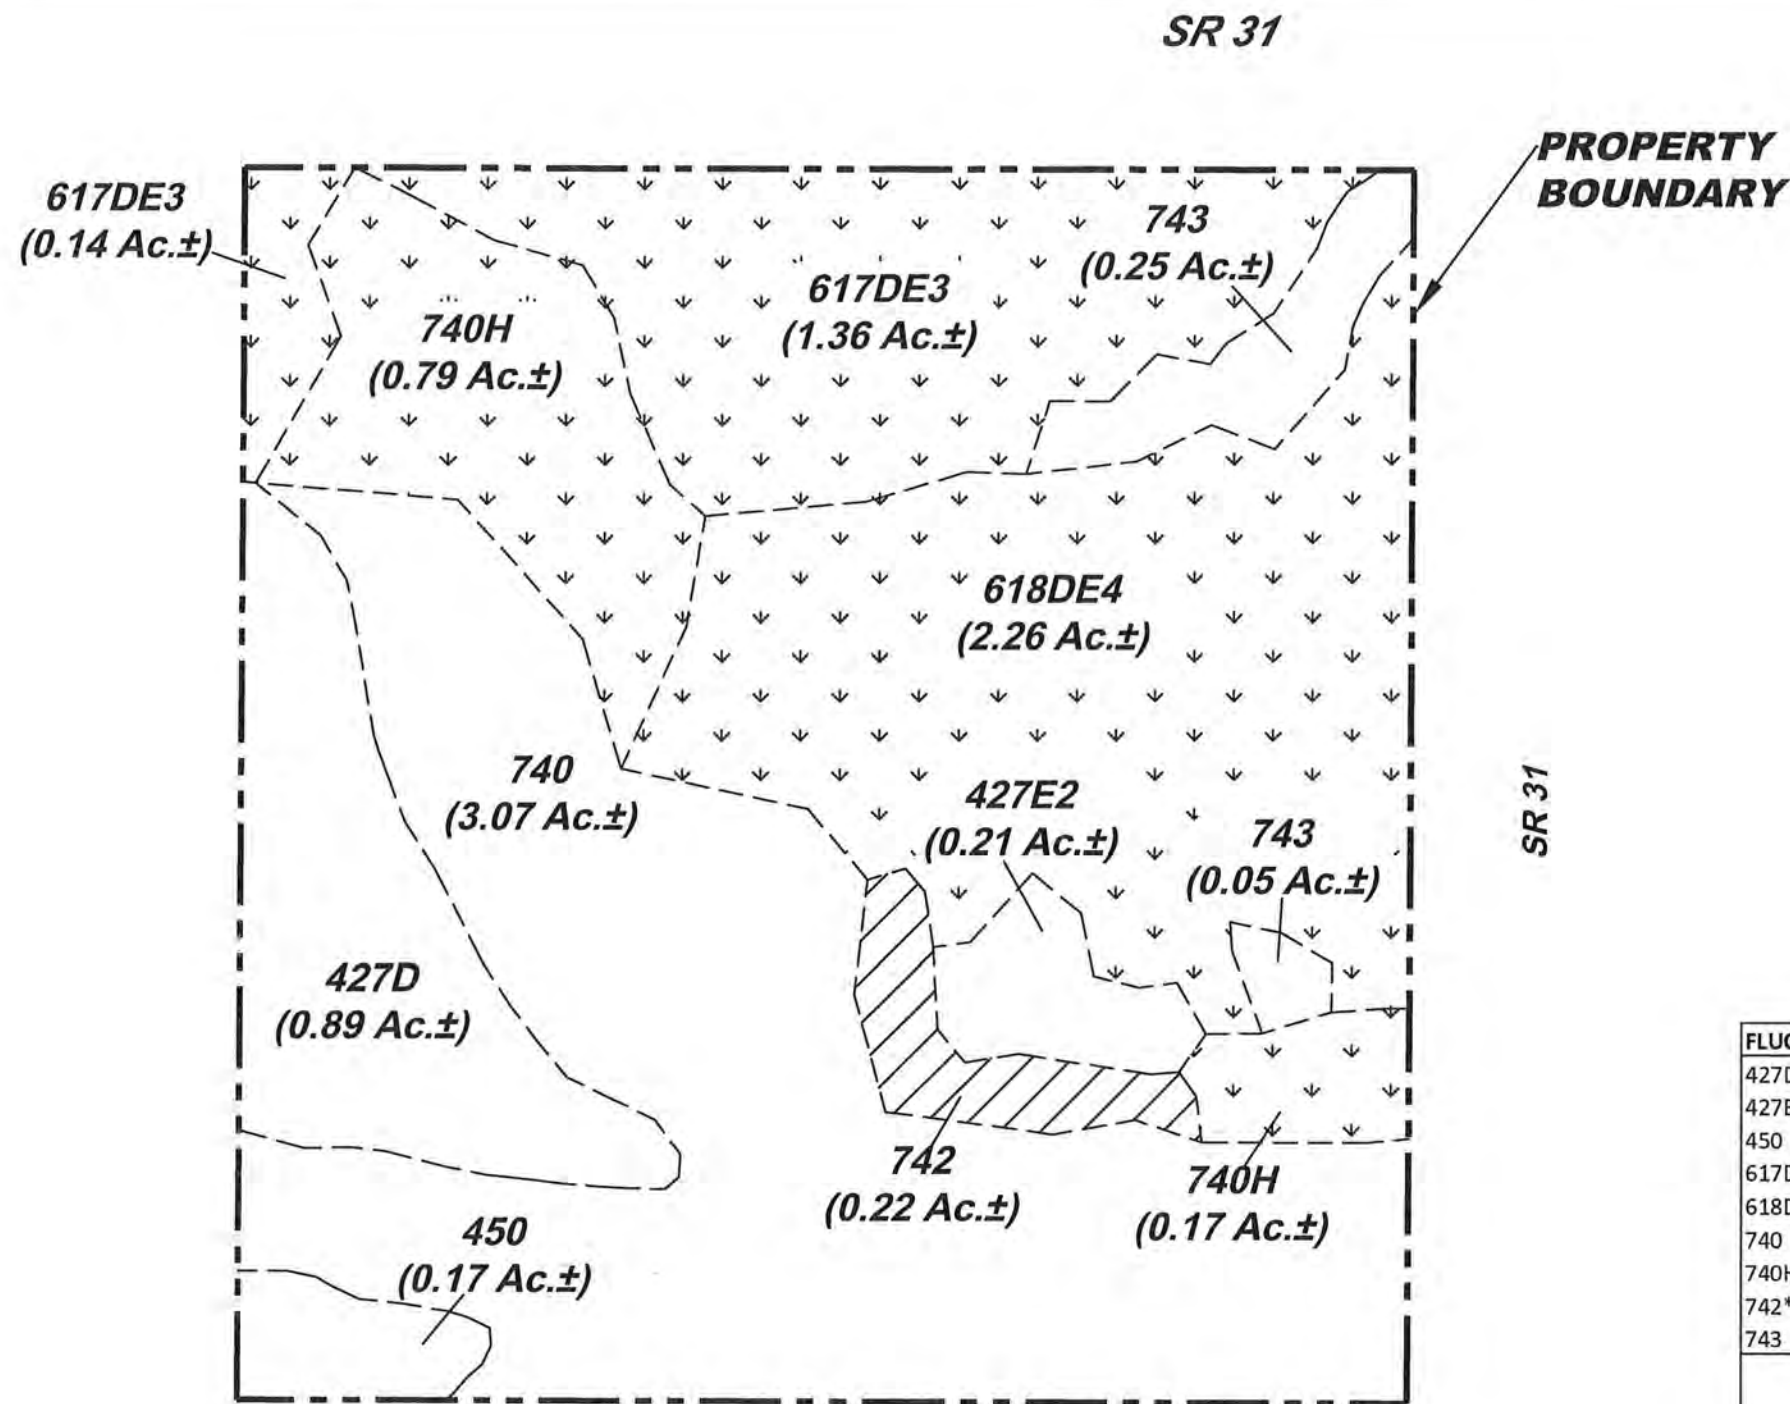 SR 31
PROPERTY
BOUNDARY
617DE3
(0.14 Ac.±)
743
(0.25 Ac.±)
617DE3
(1.36 Ac.±)
740H
(0.79 Ac.±)
618DE4
(2.26 Ac.±)
740
(3.07 Ac.±)
427E2
(0.21 Ac.±)
743
(0.05 Ac.±)
SR 31
427D
(0.89 Ac.±)
742
(0.22 Ac.±)
740H
(0.17 Ac.±)
450
(0.17 Ac.±)
450
740
742*
743